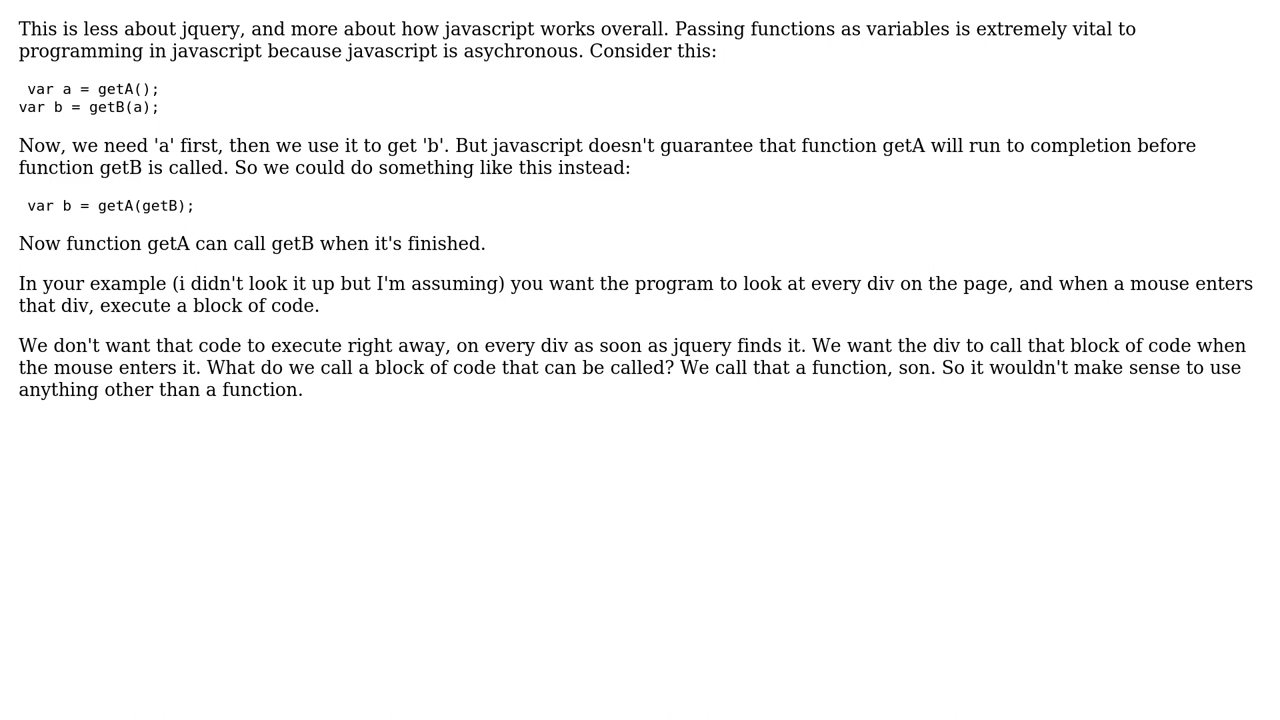 This is less about jquery, and more about how javascript works overall. Passing functions as variables is extremely vital to
programming in javascript because javascript is asychronous. Consider this:
var a = getA();
var b = getB(a);
Now, we need 'a' first, then we use it to get 'b'. But javascript doesn't guarantee that function getA will run to completion before
function getB is called. So we could do something like this instead:
var b = getA(getB);
Now function getA can call getB when it's finished.
In your example (i didn't look it up but I'm assuming) you want the program to look at every div on the page, and when a mouse enters
that div, execute a block of code.
We don't want that code to execute right away, on every div as soon as jquery finds it. We want the div to call that block of code when
the mouse enters it. What do we call a block of code that can be called? We call that a function, son. So it wouldn't make sense to use
anything other than a function.